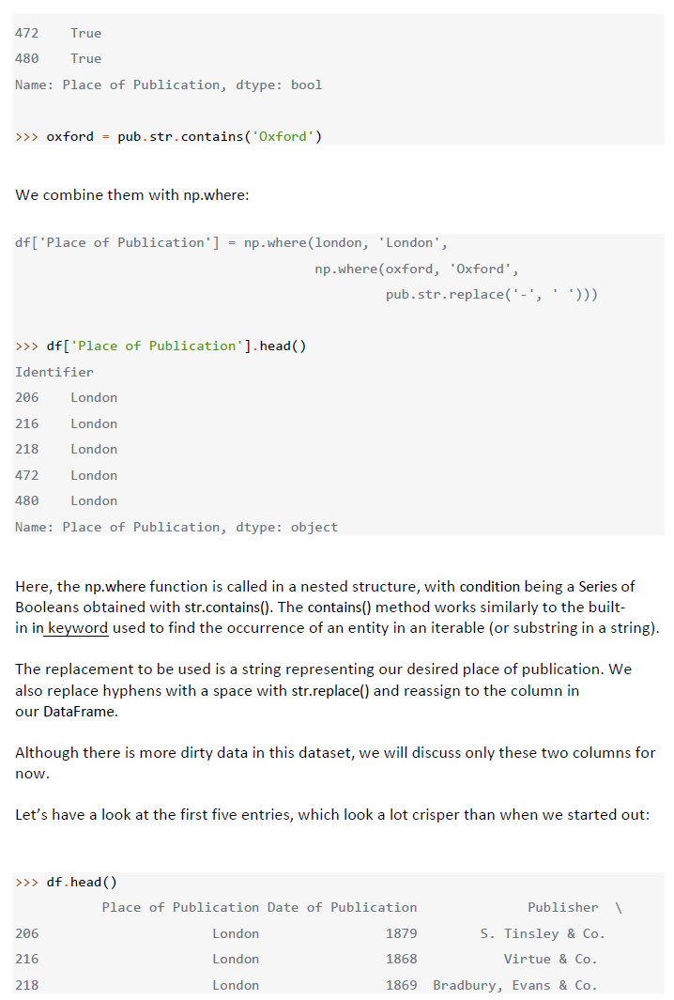 472    True
480    True
Name: Place of Publication, dtype: bool
>>> oxford = pub.str.contains('Oxford')
We combine them with np.where:
df['Place of Publication'] = np.where(london, 'London',
                                      np.where(oxford, 'Oxford',
                                               pub.str.replace('-', ' ')))
>>> df['Place of Publication'].head()
Identifier
206    London
216    London
218    London
472    London
480    London
Name: Place of Publication, dtype: object
Here, the np.where function is called in a nested structure, with condition being a Series of
Booleans obtained with str.contains(). The contains() method works similarly to the built-
in in keyword used to find the occurrence of an entity in an iterable (or substring in a string).
The replacement to be used is a string representing our desired place of publication. We
also replace hyphens with a space with str.replace() and reassign to the column in
our DataFrame.
Although there is more dirty data in this dataset, we will discuss only these two columns for
now.
Let’s have a look at the first five entries, which look a lot crisper than when we started out:
>>> df.head()
           Place of Publication Date of Publication              Publisher  \
206                      London                1879        S. Tinsley & Co.
216                      London                1868           Virtue & Co.
218                      London                1869  Bradbury, Evans & Co.